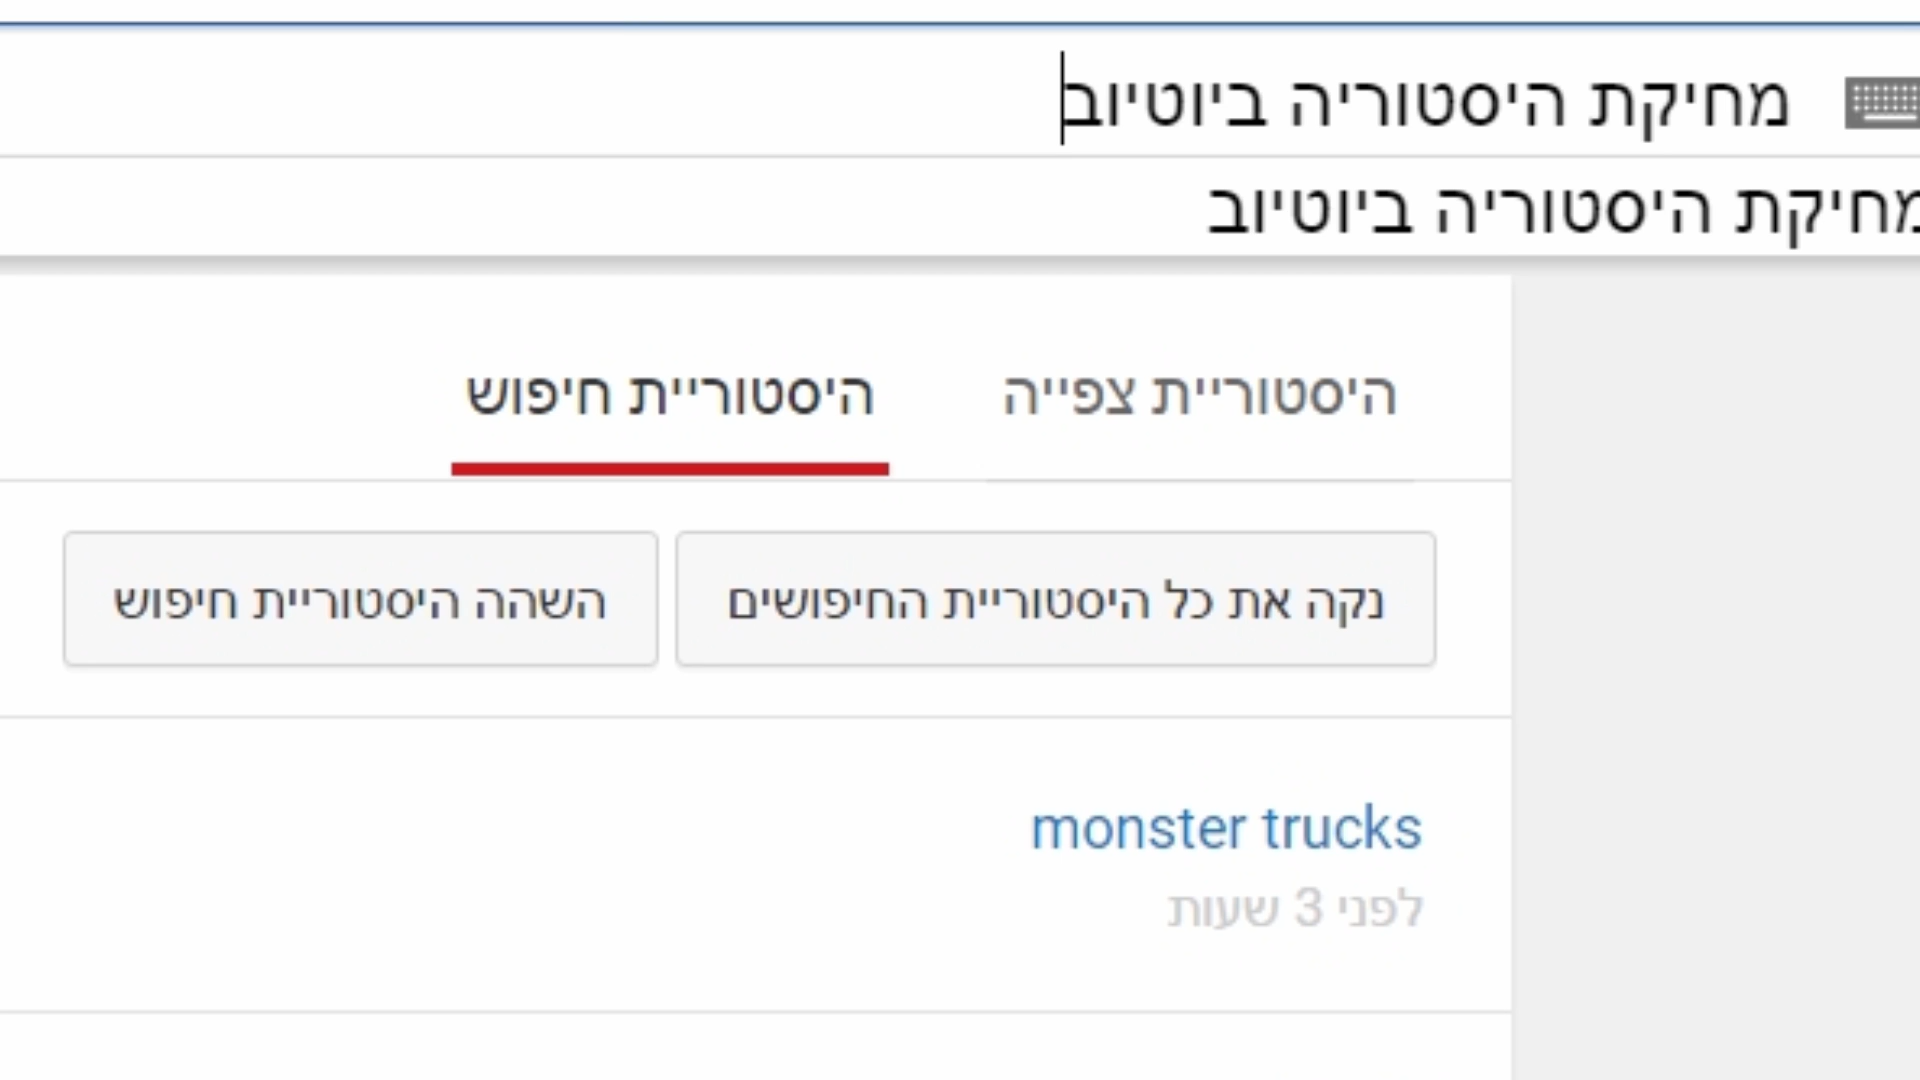 מחיקת היסטוריה ביוטיוב
מחיקת היסטוריה ביוטיוב
היסטוריית צפייה היסטוריית חיפוש
נקה את כל היסטוריית החיפושים השהה היסטוריית חיפוש
monster trucks
לפני 3 שעות